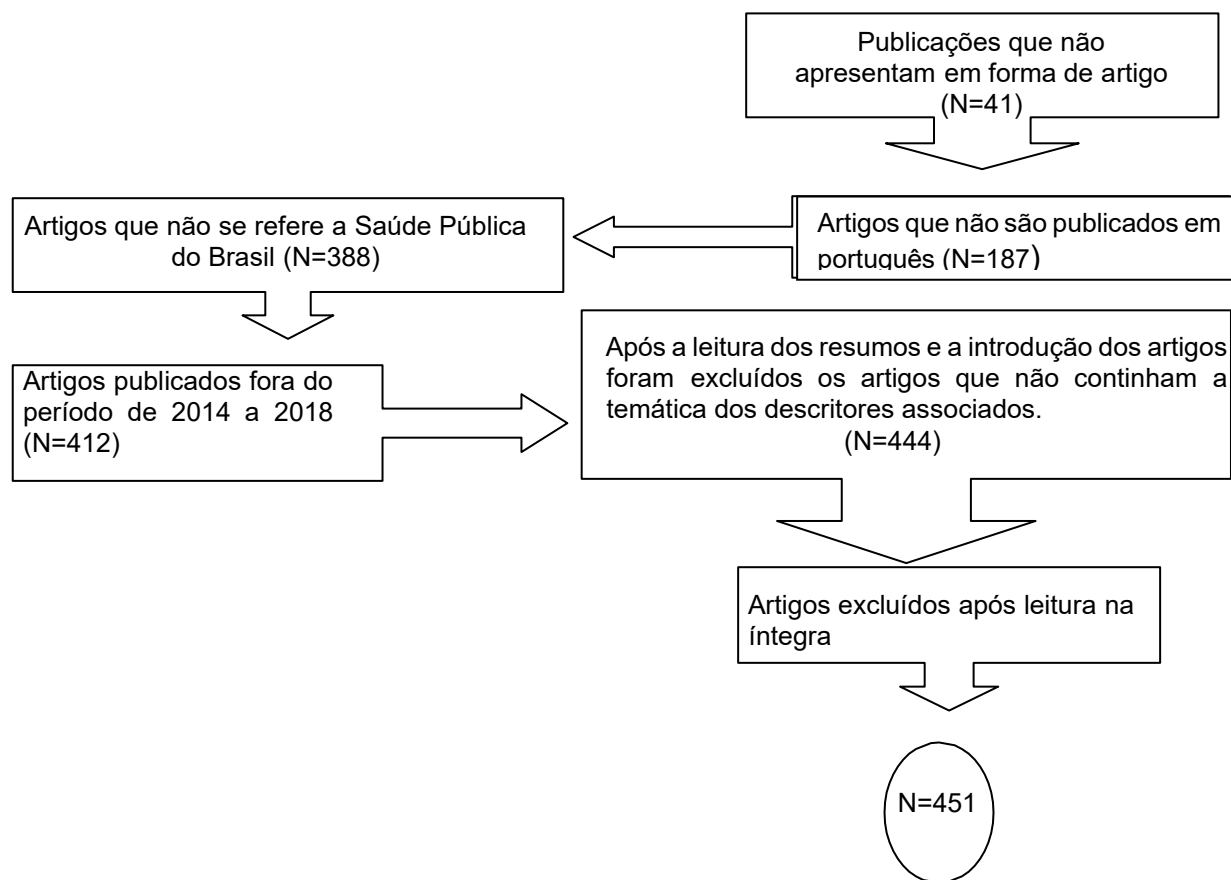 Publicações que não
apresentam em forma de artigo
(N=41)
Artigos que não são publicados em
português (N=187)
Artigos que não se refere a Saúde Pública
do Brasil (N=388)
Artigos publicados fora do
período de 2014 a 2018
(N=412)
Após a leitura dos resumos e a introdução dos artigos
foram excluídos os artigos que não continham a
temática dos descritores associados.
(N=444)
Artigos excluídos após leitura na
íntegra
N=451